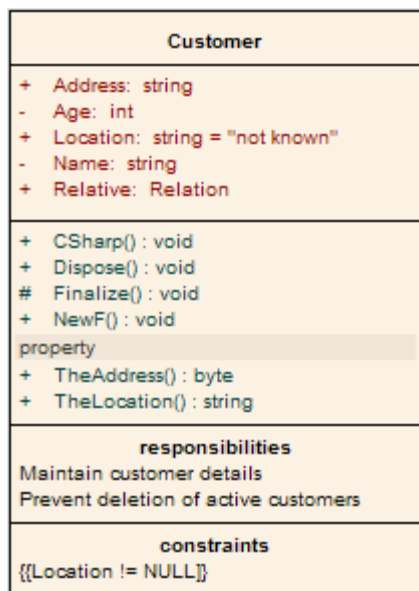 Customer
+ Address: string
- Age: int
+ Location: string = "not known"
- Name: string
+ Relative: Relation
+ CSharp() : void
+ Dispose() : void
# Finalize() : void
+ NewF() : void
property
+ TheAddress() : byte
+ TheLocation() : string
responsibilities
Maintain customer details
Prevent deletion of active customers
constraints
{{Location != NULL]}